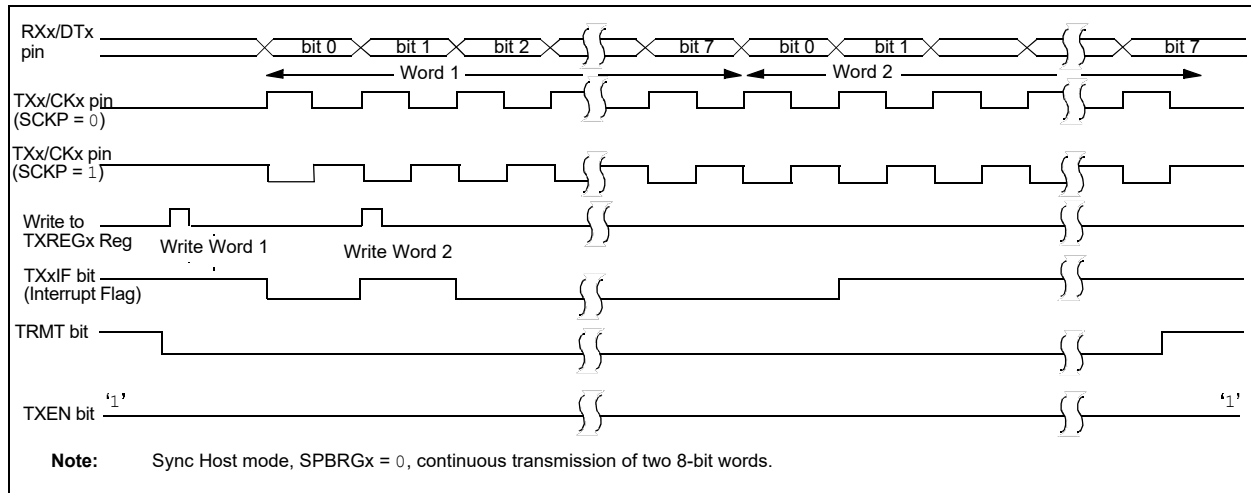 RXx/DTx
pin
bit 0 bit 1 bit 2 bit 7 bit 0 bit 1 bit 7
Word 1 Word 2
TXx/CKx pin
(SCKP = 0)
TXx/CKx pin
(SCKP = 1)
Write to
TXREGx Reg
Write Word 1 Write Word 2
TXxIF bit
(Interrupt Flag)
TRMT bit
'1' '1'
TXEN bit
Note: Sync Host mode, SPBRGx = 0, continuous transmission of two 8-bit words.